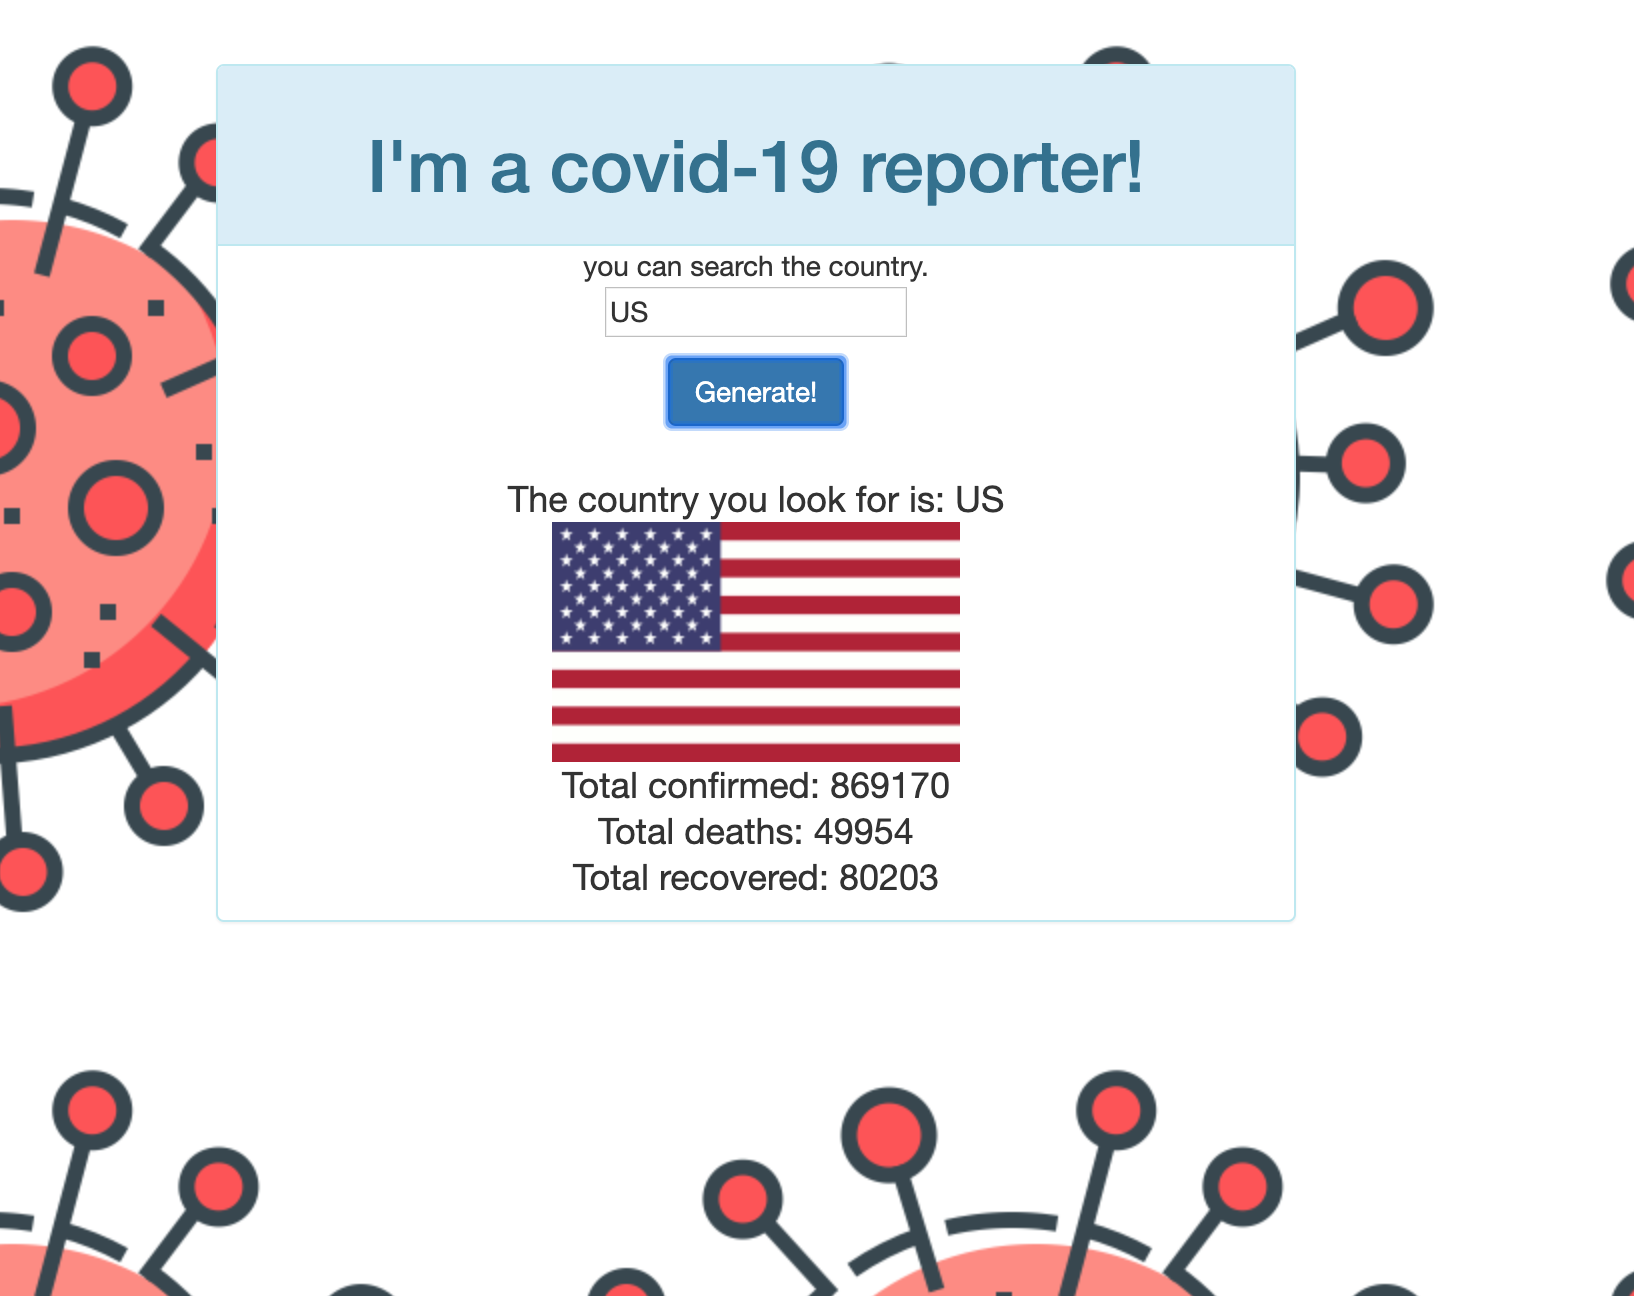 I'm a covid-19 reporter!
you can search the country.
US
Generate!
The country you look for is: US
Total confirmed: 869170
Total deaths: 49954
Total recovered: 80203